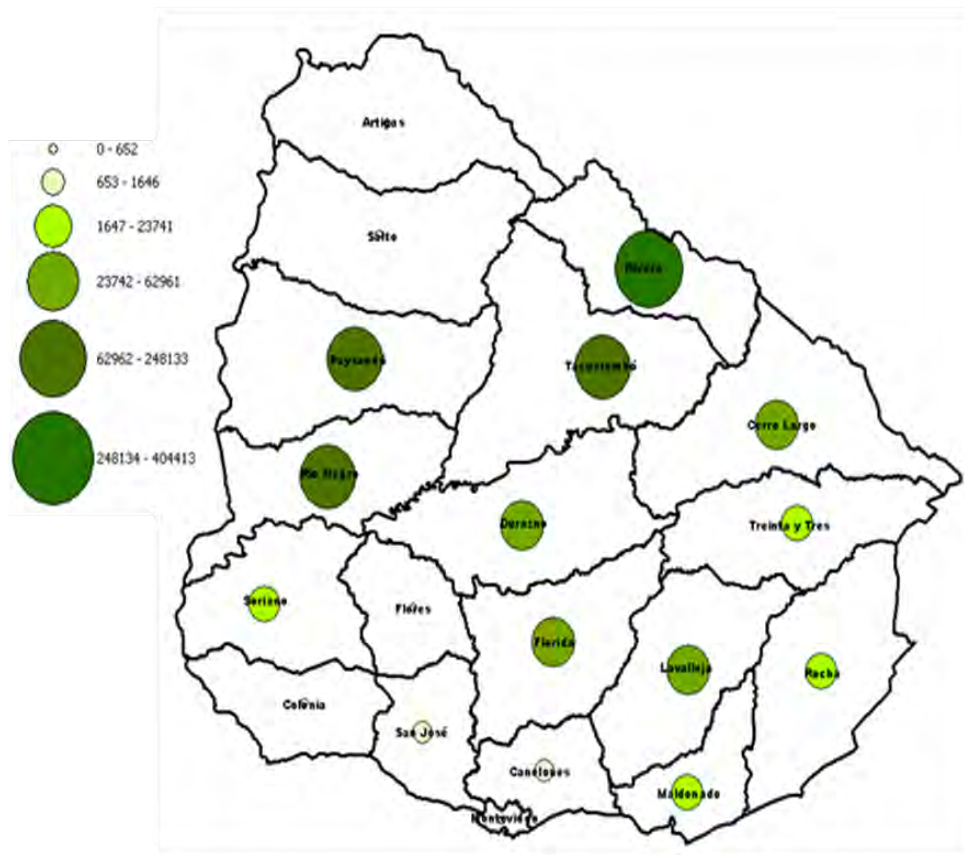 0 - 652
653 - 1646
1647 - 23741
23742 - 62961
62962 - 248133
248134 - 404413
Artigas
Salto
Rivera
Paysandú
Tacuarembó
Cerro Largo
Rio Negro
Durazno
Treinta y Tres
Soriano
Flores
Florida
Lavalleja
Rocha
Colonia
San José
Canelones
Maldonado
Montevideo